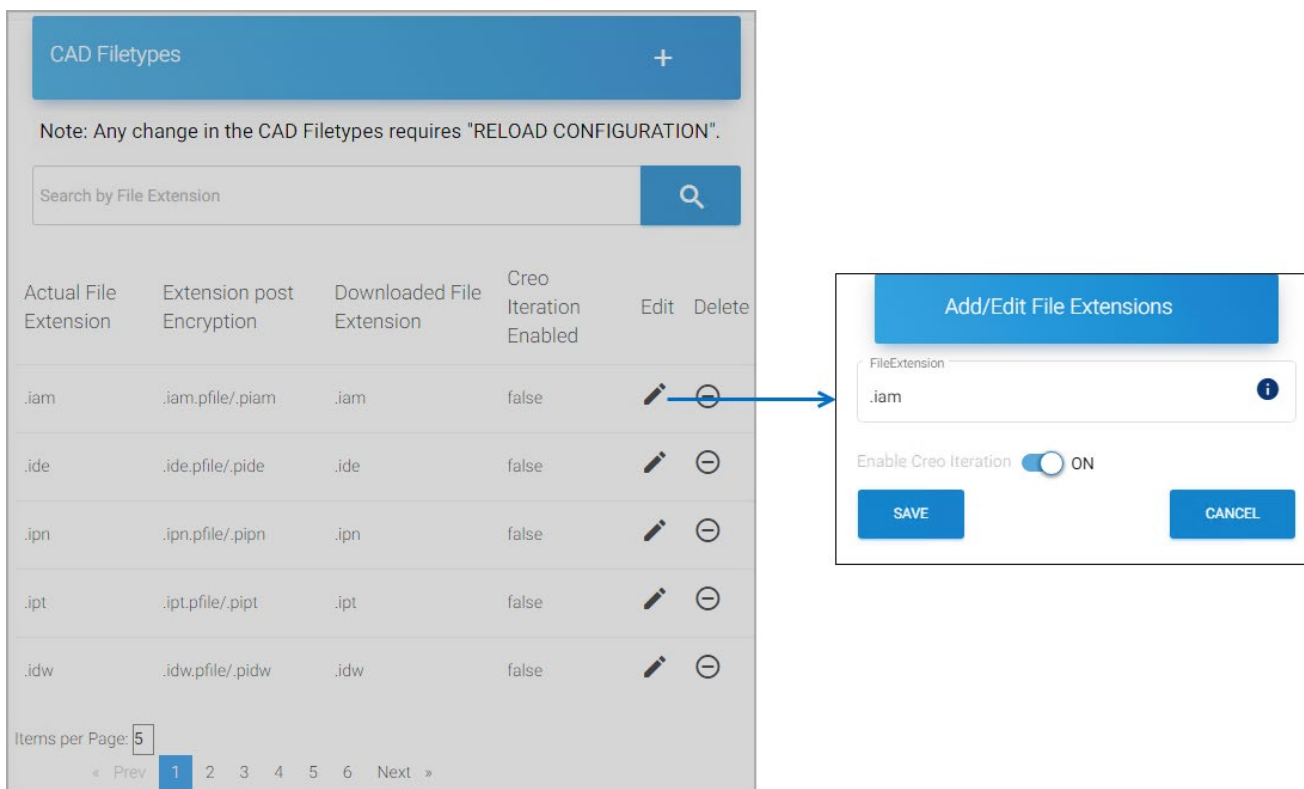 CAD Filetypes +
Note: Any change in the CAD Filetypes requires "RELOAD CONFIGURATION".
Search by File Extension
Actual File Extension
Extension post Encryption
Downloaded File Extension
Creo Iteration Enabled
Edit
Delete
.iam .iam.pfile/.piam .iam false
.ide .ide.pfile/.pide .ide false
.ipn .ipn.pfile/.pipn .ipn false
.ipt .ipt.pfile/.pipt .ipt false
.idw .idw.pfile/.pidw .idw false
Items per Page: 5
« Prev 1 2 3 4 5 6 Next »
Add/Edit File Extensions
FileExtension
.iam
Enable Creo Iteration ON
SAVE CANCEL